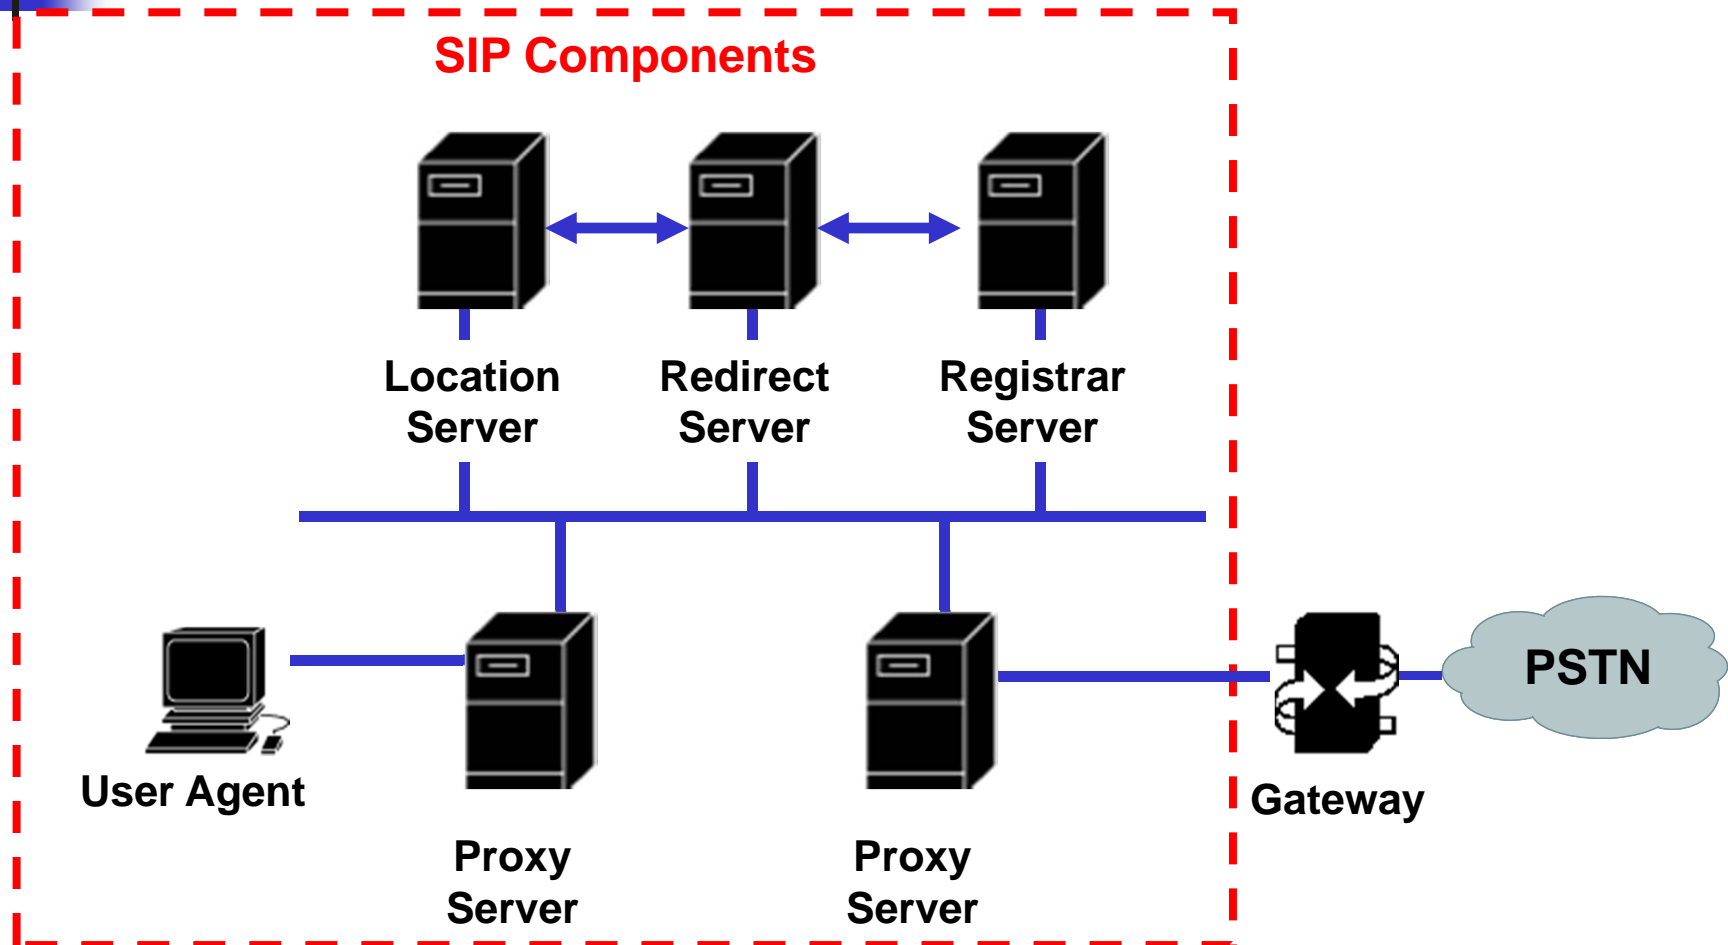 SIP Components
Location
Server
Redirect
Server
Registrar
Server
PSTN
User Agent
Gateway
Proxy
Server
Proxy
Server